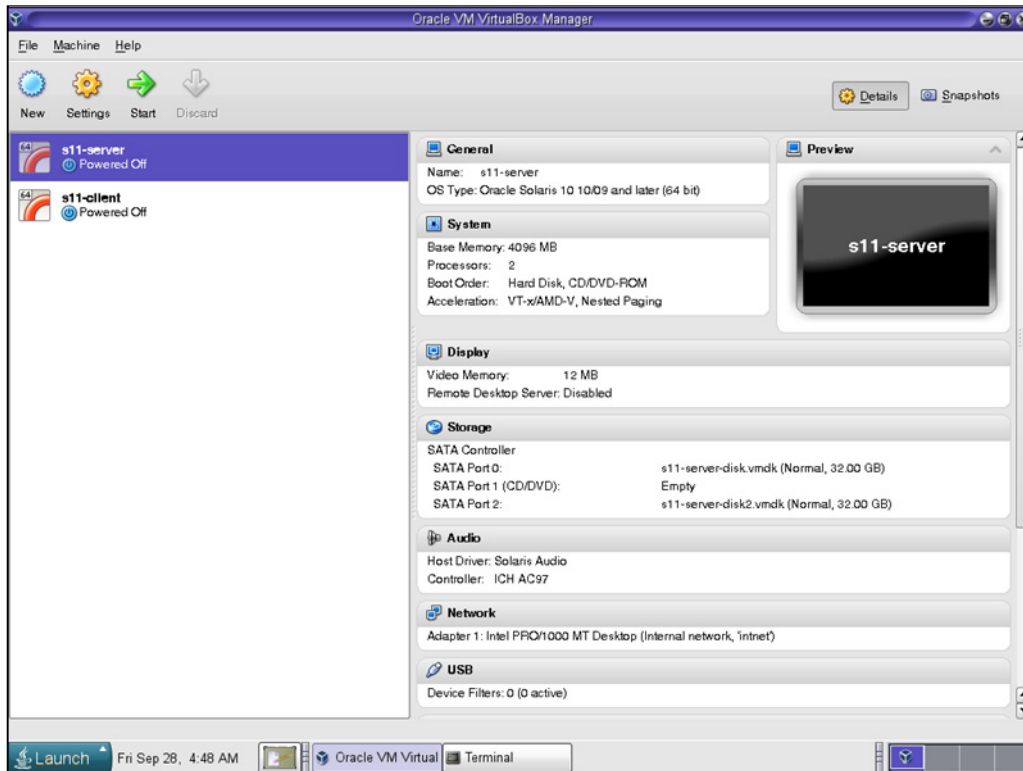 Oracle VM VirtualBox Manager
File Machine Help
New Settings Start Discard
Details Snapshots
64 s11-server
Powered Off
64 s11-client
Powered Off
General
Name: s11-server
OS Type: Oracle Solaris 10 10/09 and later (64 bit)
System
Base Memory: 4096 MB
Processors: 2
Boot Order: Hard Disk, CD/DVD-ROM
Acceleration: VT-x/AMD-V, Nested Paging
Preview
s11-server
Display
Video Memory: 12 MB
Remote Desktop Server: Disabled
Storage
SATA Controller
SATA Port 0: s11-server-disk.vmdk (Normal, 32.00 GB)
SATA Port 1 (CD/DVD): Empty
SATA Port 2: s11-server-disk2.vmdk (Normal, 32.00 GB)
Audio
Host Driver: Solaris Audio
Controller: ICH AC97
Network
Adapter 1: Intel PRO/1000 MT Desktop (Internal network, 'intnet')
USB
Device Filters: 0 (0 active)
Launch Fri Sep 28, 4:48 AM Oracle VM Virtual Terminal